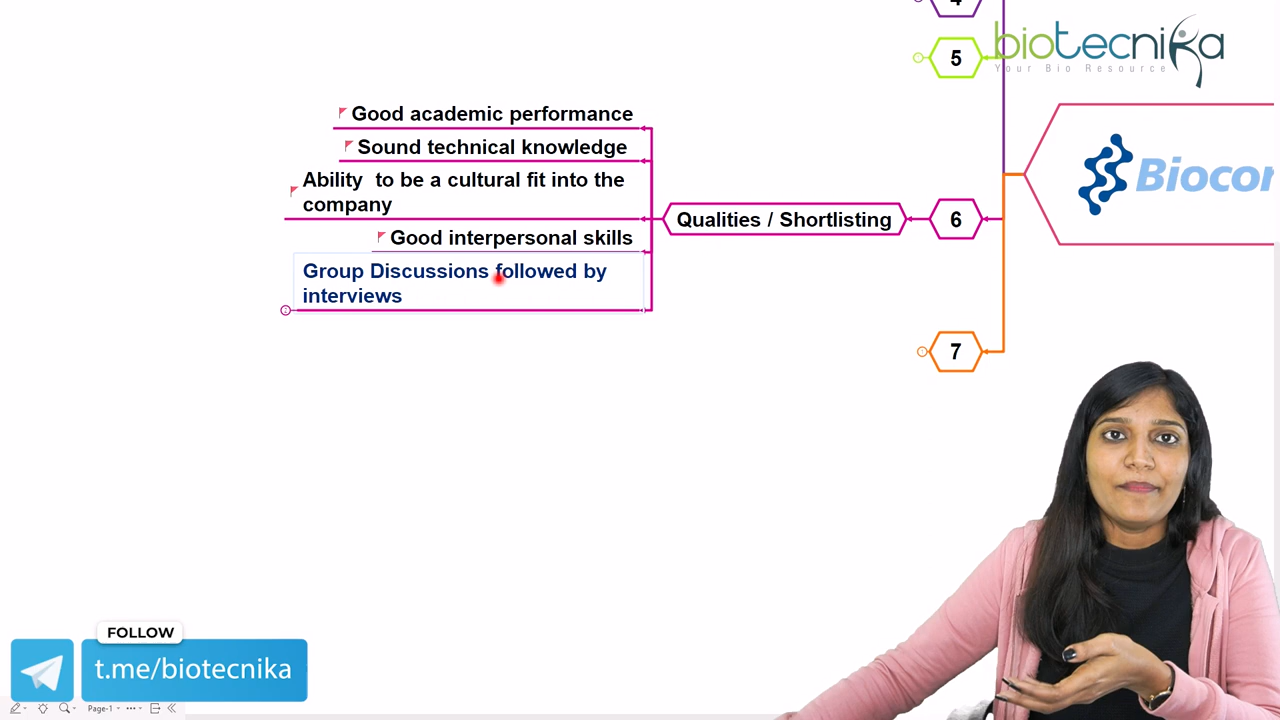 4
5
biotecnika
Your Bio Resource
Good academic performance
Sound technical knowledge
Ability to be a cultural fit into the
company
Good interpersonal skills
Group Discussions followed by
interviews
Qualities / Shortlisting
6
Biocon
7
FOLLOW
t.me/biotecnika
Page-1